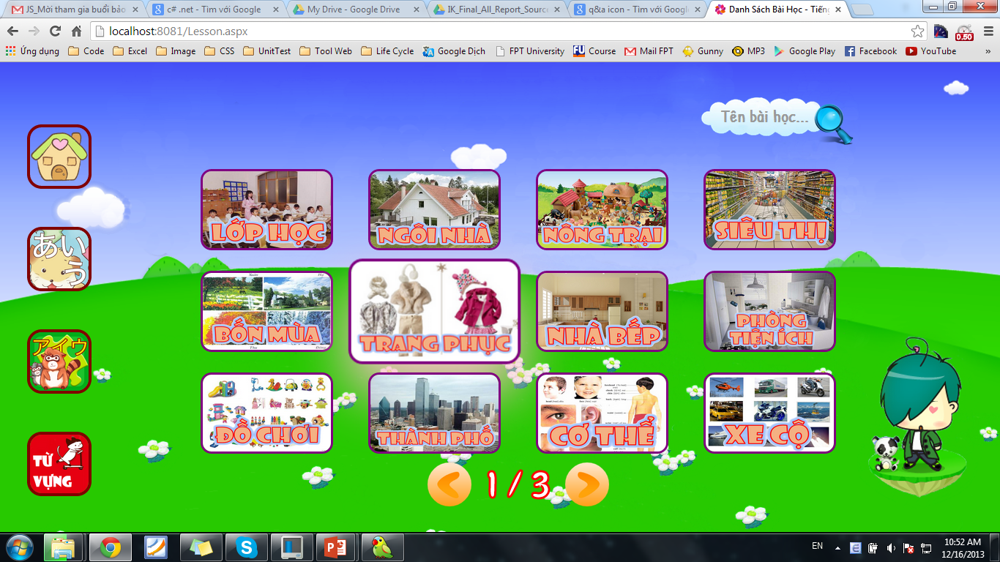 JS_Mời tham gia buổi bảo
c# .net - Tìm với Google
My Drive - Google Drive
IK_Final_All_Report_Source
q&a icon - Tìm với Google
Danh Sách Bài Học - Tiếng
localhost:8081/Lesson.aspx
0.50
Ứng dụng
Code
Excel
Image
CSS
UnitTest
Tool Web
Life Cycle
Google Dịch
FPT University
Course
Mail FPT
Gunny
MP3
Google Play
Facebook
YouTube
»
Tên bài học...
LỚP HỌC
NGÔI NHÀ
NÔNG TRẠI
SIÊU THỊ
あいう
BỐN MÙA
TRANG PHỤC
NHÀ BẾP
PHÒNG
TIỆN ÍCH
アイウ
ĐỒ CHƠI
THÀNH PHỐ
CƠ THỂ
XE CỘ
TỪ
VỰNG
1 / 3
EN
10:52 AM
12/16/2013